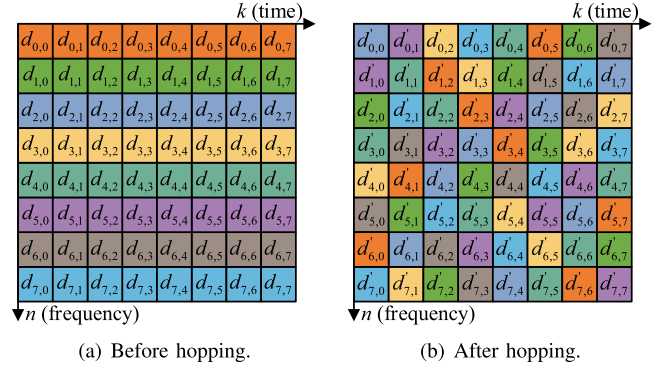 k (time) k (time)
d0,0 d0,1 d0,2 d0,3 d0,4 d0,5 d0,6 d0,7 d'0,0 d'0,1 d'0,2 d'0,3 d'0,4 d'0,5 d'0,6 d'0,7
d1,0 d1,1 d1,2 d1,3 d1,4 d1,5 d1,6 d1,7 d'1,0 d'1,1 d'1,2 d'1,3 d'1,4 d'1,5 d'1,6 d'1,7
d2,0 d2,1 d2,2 d2,3 d2,4 d2,5 d2,6 d2,7 d'2,0 d'2,1 d'2,2 d'2,3 d'2,4 d'2,5 d'2,6 d'2,7
d3,0 d3,1 d3,2 d3,3 d3,4 d3,5 d3,6 d3,7 d'3,0 d'3,1 d'3,2 d'3,3 d'3,4 d'3,5 d'3,6 d'3,7
d4,0 d4,1 d4,2 d4,3 d4,4 d4,5 d4,6 d4,7 d'4,0 d'4,1 d'4,2 d'4,3 d'4,4 d'4,5 d'4,6 d'4,7
d5,0 d5,1 d5,2 d5,3 d5,4 d5,5 d5,6 d5,7 d'5,0 d'5,1 d'5,2 d'5,3 d'5,4 d'5,5 d'5,6 d'5,7
d6,0 d6,1 d6,2 d6,3 d6,4 d6,5 d6,6 d6,7 d'6,0 d'6,1 d'6,2 d'6,3 d'6,4 d'6,5 d'6,6 d'6,7
d7,0 d7,1 d7,2 d7,3 d7,4 d7,5 d7,6 d7,7 d'7,0 d'7,1 d'7,2 d'7,3 d'7,4 d'7,5 d'7,6 d'7,7
n (frequency) n (frequency)
(a) Before hopping. (b) After hopping.